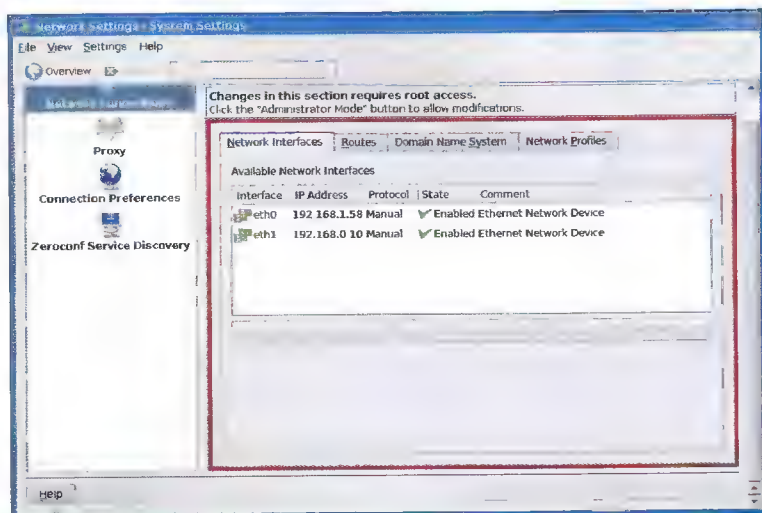 Network Settings - System Settings
File View Settings Help
Overview
Changes in this section requires root access.
Click the "Administrator Mode" button to allow modifications.
Proxy
Connection Preferences
Zeroconf Service Discovery
Network Interfaces Routes Domain Name System Network Profiles
Available Network Interfaces
Interface IP Address Protocol State Comment
eth0 192 168.1.58 Manual Enabled Ethernet Network Device
eth1 192.168.0 10 Manual Enabled Ethernet Network Device
Help